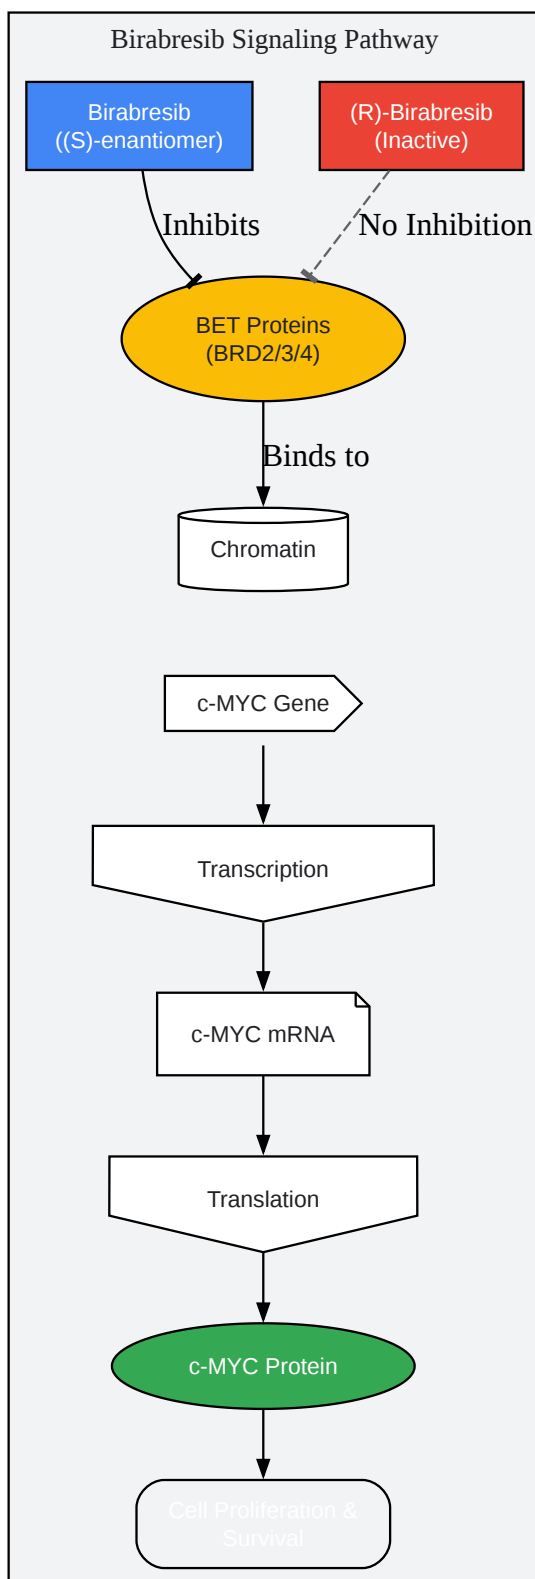 Birabresib Signaling Pathway
Birabresib
((S)-enantiomer)
(R)-Birabresib
(Inactive)
Inhibits
No Inhibition
BET Proteins
(BRD2/3/4)
Binds to
Chromatin
c-MYC Gene
Transcription
c-MYC mRNA
Translation
c-MYC Protein
Cell Proliferation &
Survival